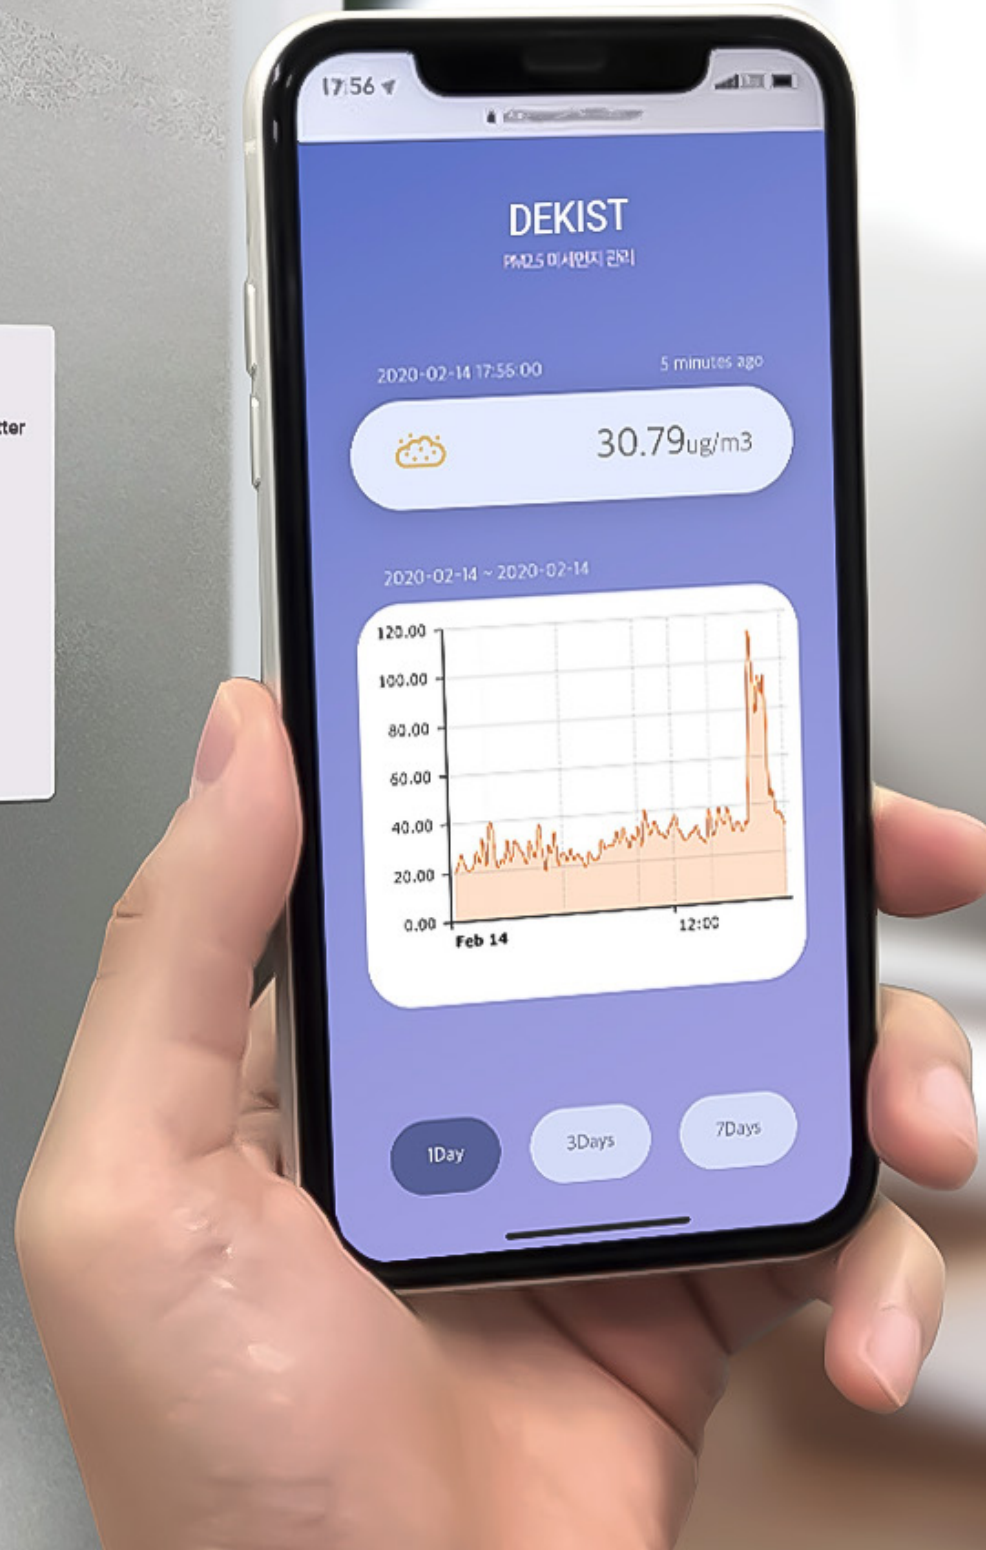 17:56
DEKIST
PM2.5 미세먼지 관리
tter
2020-02-14 17:56:00 5 minutes ago
30.79ug/m3
2020-02-14 ~ 2020-02-14
120.00
100.00
80.00
60.00
40.00
20.00
0.00
Feb 14 12:00
1Day 3Days 7Days